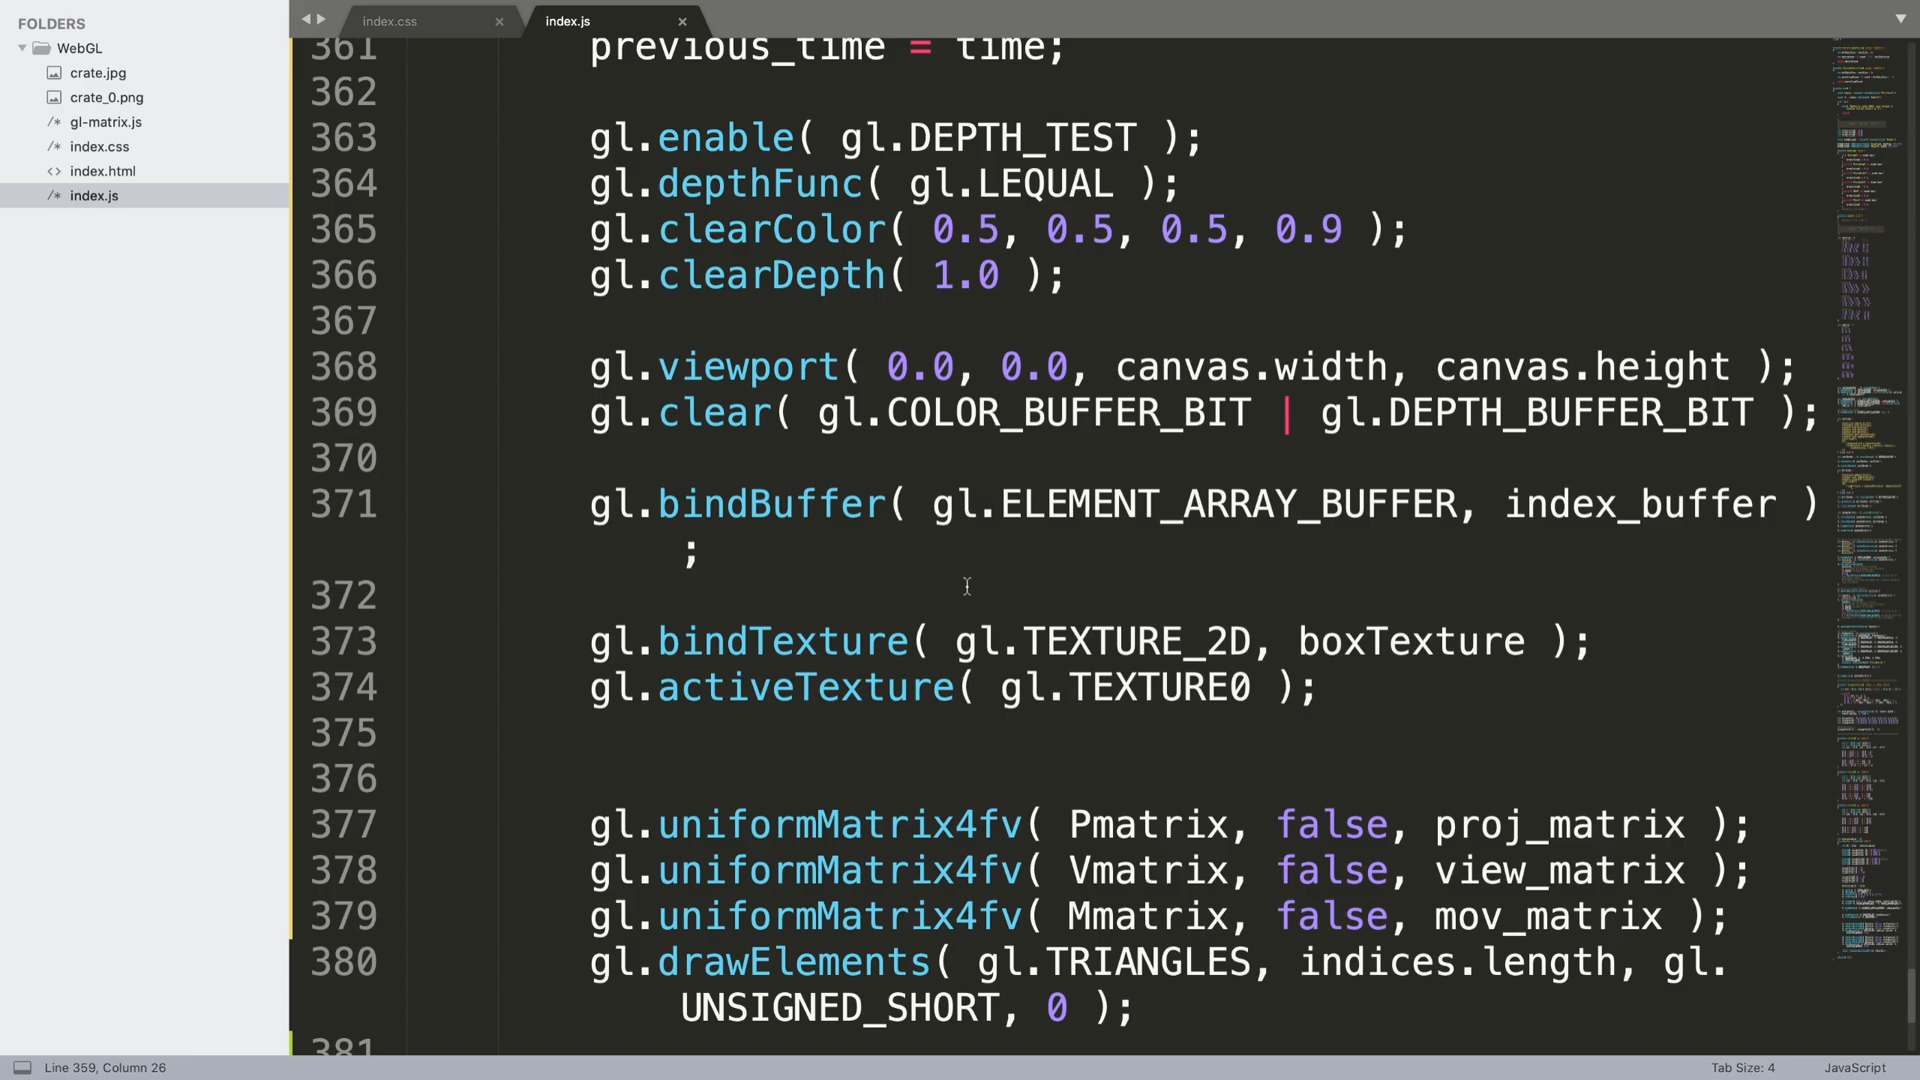 FOLDERS
WebGL
crate.jpg
crate_0.png
/* gl-matrix.js
/* index.css
<> index.html
/* index.js
index.css ×
index.js ×
361 previous_time = time;
362
363 gl.enable( gl.DEPTH_TEST );
364 gl.depthFunc( gl.LEQUAL );
365 gl.clearColor( 0.5, 0.5, 0.5, 0.9 );
366 gl.clearDepth( 1.0 );
367
368 gl.viewport( 0.0, 0.0, canvas.width, canvas.height );
369 gl.clear( gl.COLOR_BUFFER_BIT | gl.DEPTH_BUFFER_BIT );
370
371 gl.bindBuffer( gl.ELEMENT_ARRAY_BUFFER, index_buffer )
;
372
373 gl.bindTexture( gl.TEXTURE_2D, boxTexture );
374 gl.activeTexture( gl.TEXTURE0 );
375
376
377 gl.uniformMatrix4fv( Pmatrix, false, proj_matrix );
378 gl.uniformMatrix4fv( Vmatrix, false, view_matrix );
379 gl.uniformMatrix4fv( Mmatrix, false, mov_matrix );
380 gl.drawElements( gl.TRIANGLES, indices.length, gl.
UNSIGNED_SHORT, 0 );
381
Line 359, Column 26
Tab Size: 4
JavaScript